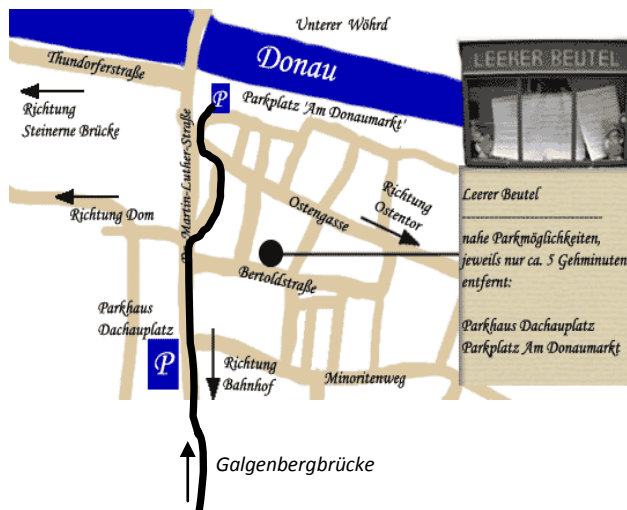 Unterer Wöhrd
Donau
Thundorferstraße
Richtung
Steinerne Brücke
P
Parkplatz 'Am Donaumarkt'
LEERER BEUTEL
Dr.-Martin-Luther-Straße
Richtung Dom
Ostengasse
Richtung
Ostentor
Bertoldstraße
Leerer Beutel
nahe Parkmöglichkeiten,
jeweils nur ca. 5 Gehminuten
entfernt:
Parkhaus Dachauplatz
Parkplatz Am Donaumarkt
Parkhaus
Dachauplatz
P
Richtung
Bahnhof
Minoritenweg
Galgenbergbrücke